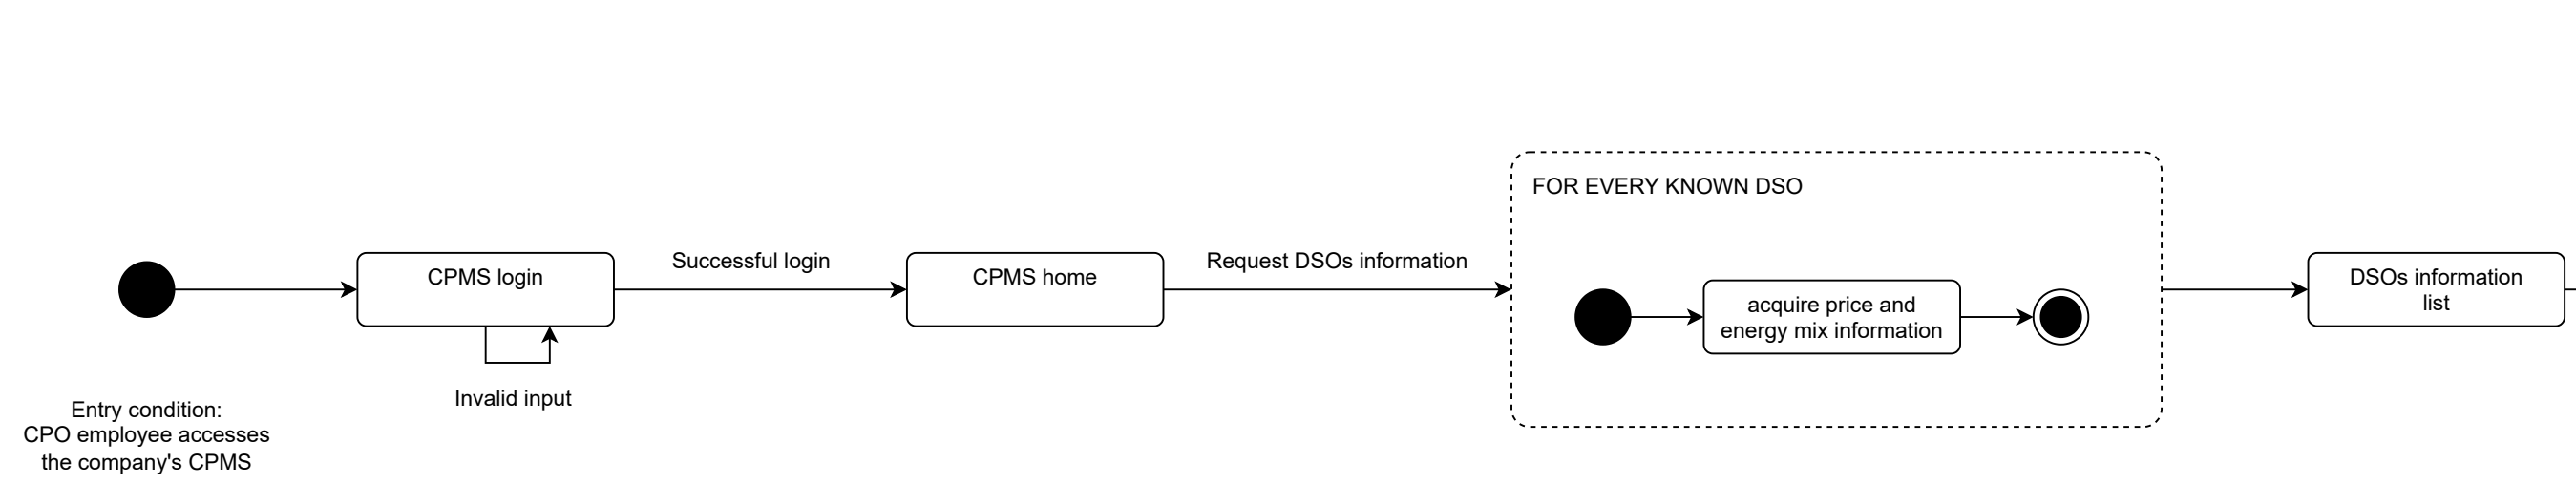 Entry condition:
CPO employee accesses
the company's CPMS
CPMS login
Invalid input
Successful login
CPMS home
Request DSOs information
FOR EVERY KNOWN DSO
acquire price and
energy mix information
DSOs information
list